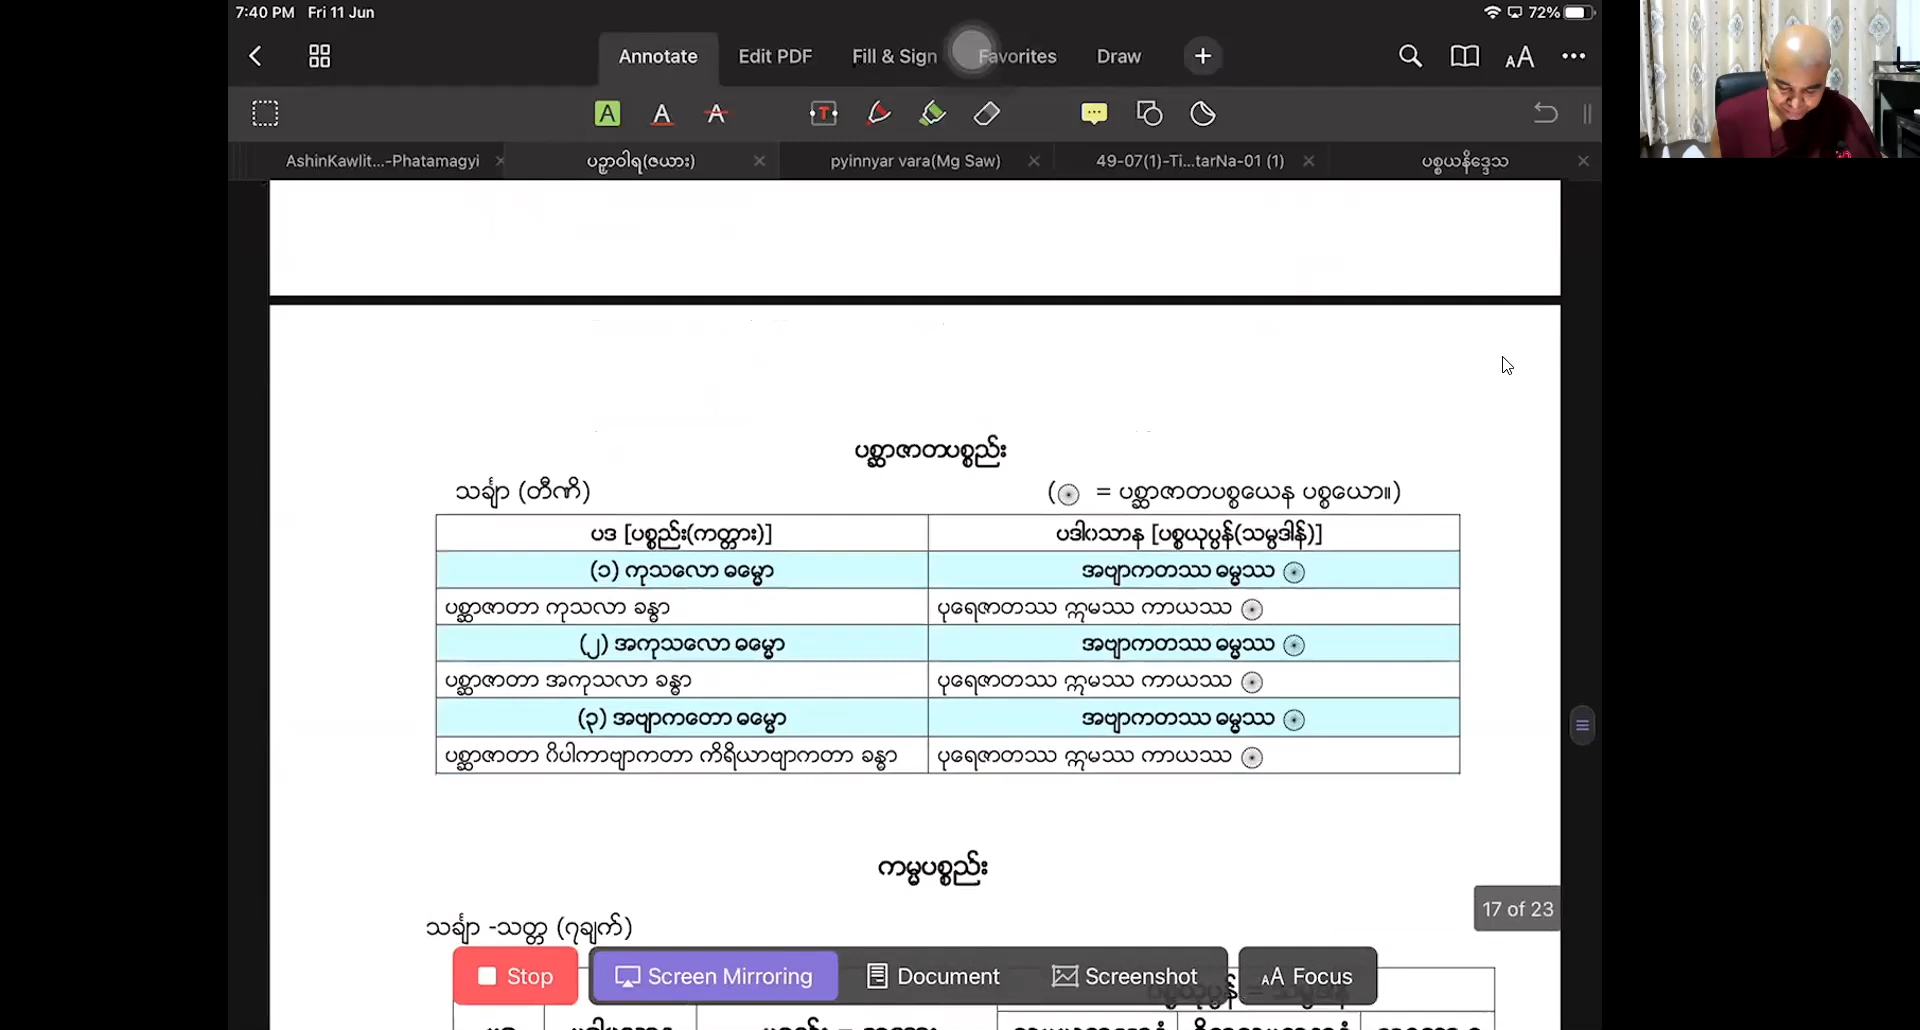 7:40 PM Fri 11 Jun
72%
Annotate Edit PDF Fill & Sign Favorites Draw
AshinKawlit...-Phatamagyi
ပဉှာဝါရ(ဇယား)
pyinnyar vara(Mg Saw)
49-07(1)-Ti...tarNa-01 (1)
ပစ္စယနိဒ္ဒေသ
ပစ္ဆာဇာတပစ္စည်း
သင်္ချာ (တီဏိ) ( = ပစ္ဆာဇာတပစ္စယေန ပစ္စယော။)
ပဒ [ပစ္စည်း(ကတ္တား)] ပဒါဝသာန [ပစ္စယုပ္ပန်(သမ္ပဒါန်)]
(၁) ကုသလော ဓမ္မော အဗျာကတဿ ဓမ္မဿ
ပစ္ဆာဇာတာ ကုသလာ ခန္ဓာ ပုရေဇာတဿ ဣမဿ ကာယဿ
(၂) အကုသလော ဓမ္မော အဗျာကတဿ ဓမ္မဿ
ပစ္ဆာဇာတာ အကုသလာ ခန္ဓာ ပုရေဇာတဿ ဣမဿ ကာယဿ
(၃) အဗျာကတော ဓမ္မော အဗျာကတဿ ဓမ္မဿ
ပစ္ဆာဇာတာ ဝိပါကာဗျာကတာ ကိရိယာဗျာကတာ ခန္ဓာ ပုရေဇာတဿ ဣမဿ ကာယဿ
ကမ္မပစ္စည်း
17 of 23
သင်္ချာ -သတ္တ (၇ချက်)
Stop Screen Mirroring Document Screenshot Focus